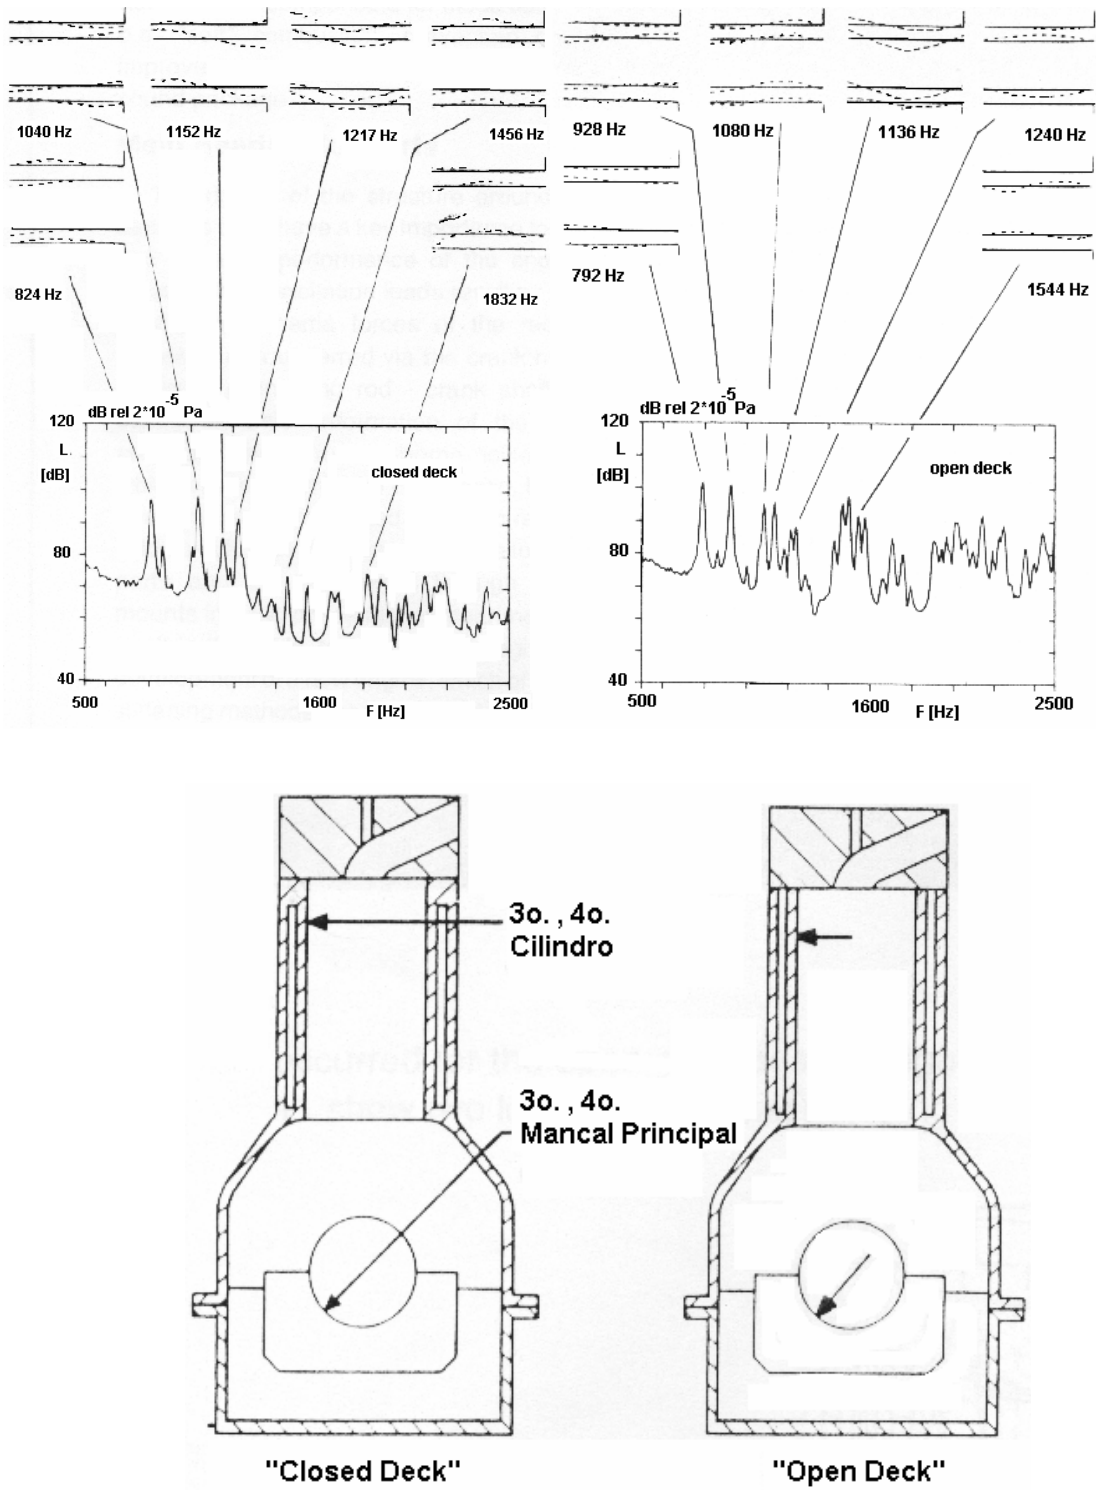 1040 Hz
1152 Hz
1217 Hz
1456 Hz
824 Hz
1832 Hz
dB rel 2*10-5 Pa
120
L
[dB]
80
40
closed deck
500
1600
2500
F [Hz]
928 Hz
1080 Hz
1136 Hz
1240 Hz
792 Hz
1544 Hz
dB rel 2*10-5 Pa
120
L
[dB]
80
40
open deck
500
1600
2500
F [Hz]
3o. , 4o.
Cilindro
3o. , 4o.
Mancal Principal
"Closed Deck"
"Open Deck"